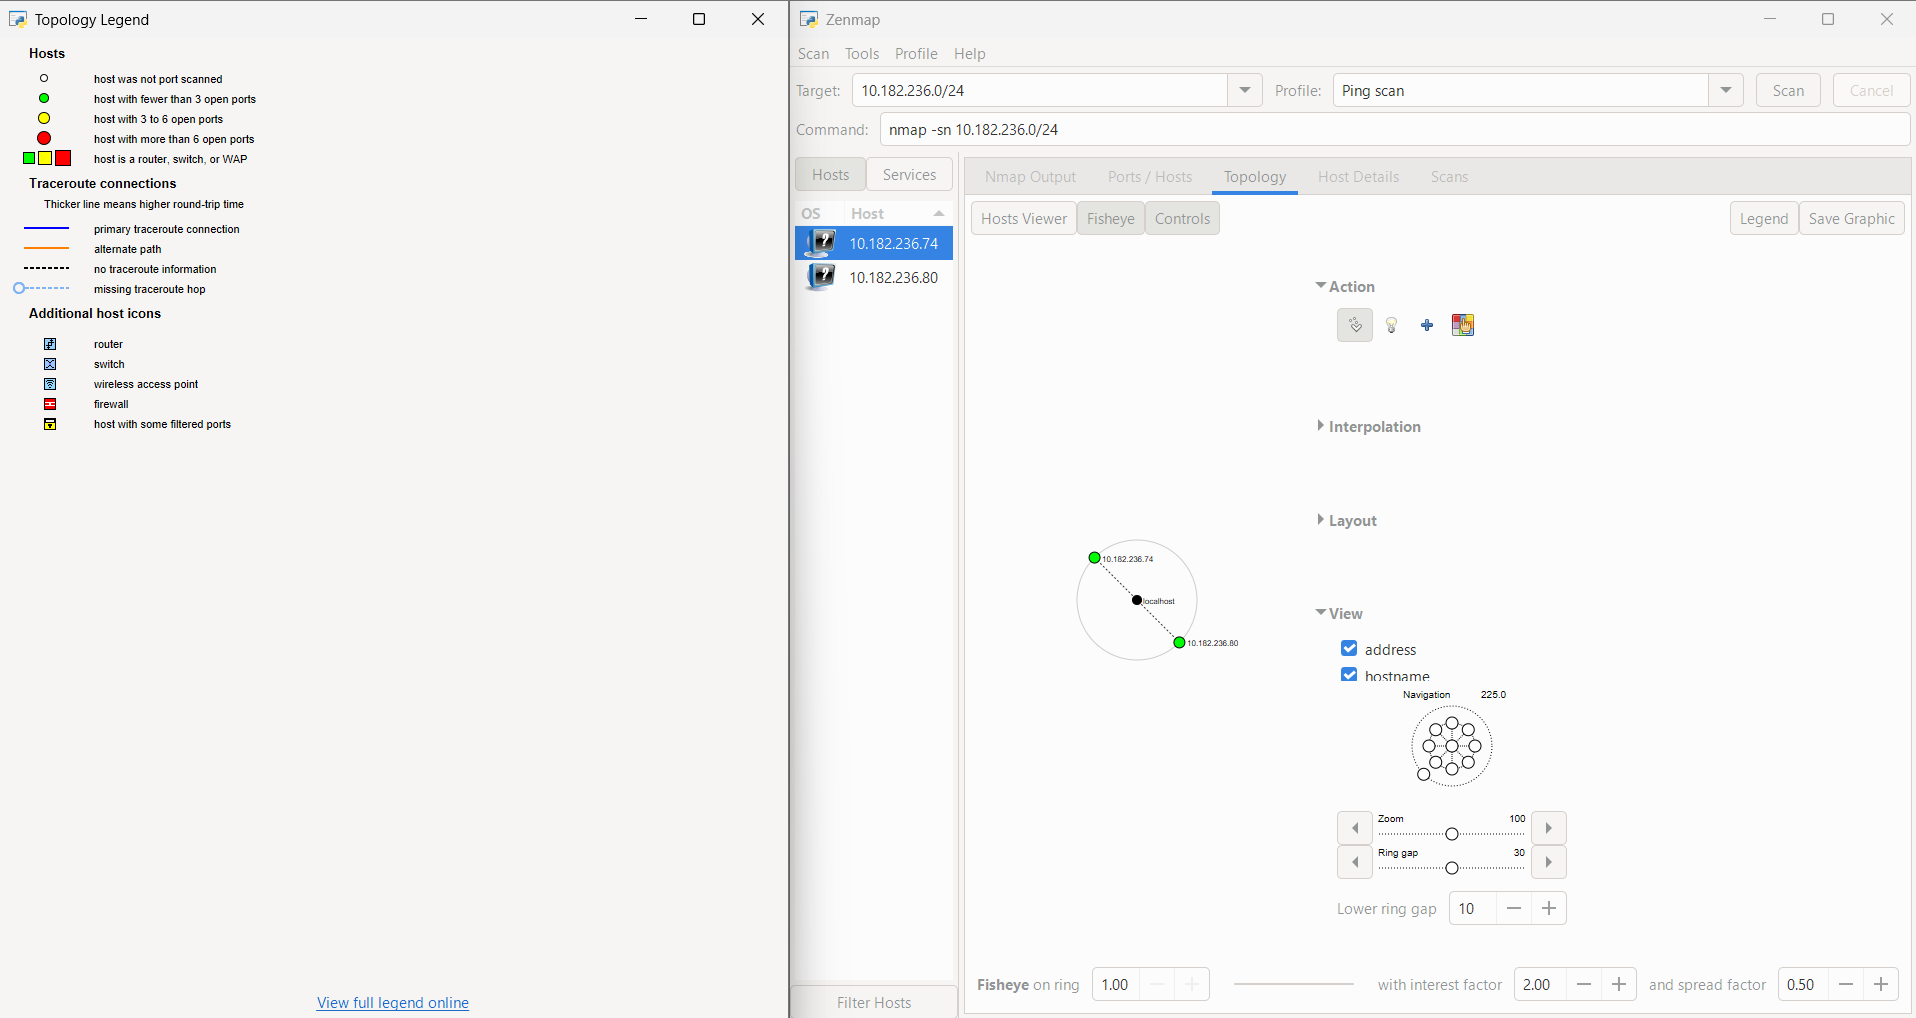 Topology Legend
Hosts
host was not port scanned
host with fewer than 3 open ports
host with 3 to 6 open ports
host with more than 6 open ports
host is a router, switch, or WAP
Traceroute connections
Thicker line means higher round-trip time
primary traceroute connection
alternate path
no traceroute information
missing traceroute hop
Additional host icons
router
switch
wireless access point
firewall
host with some filtered ports
View full legend online
Zenmap
Scan Tools Profile Help
Target: 10.182.236.0/24 Profile: Ping scan Scan Cancel
Command: nmap -sn 10.182.236.0/24
Hosts Services
OS Host
10.182.236.74
10.182.236.80
Filter Hosts
Nmap Output Ports / Hosts Topology Host Details Scans
Hosts Viewer Fisheye Controls Legend Save Graphic
10.182.236.74
localhost
10.182.236.80
Action
Interpolation
Layout
View
address
hostname
Navigation 225.0
Zoom 100
Ring gap 30
Lower ring gap 10
Fisheye on ring 1.00 with interest factor 2.00 and spread factor 0.50